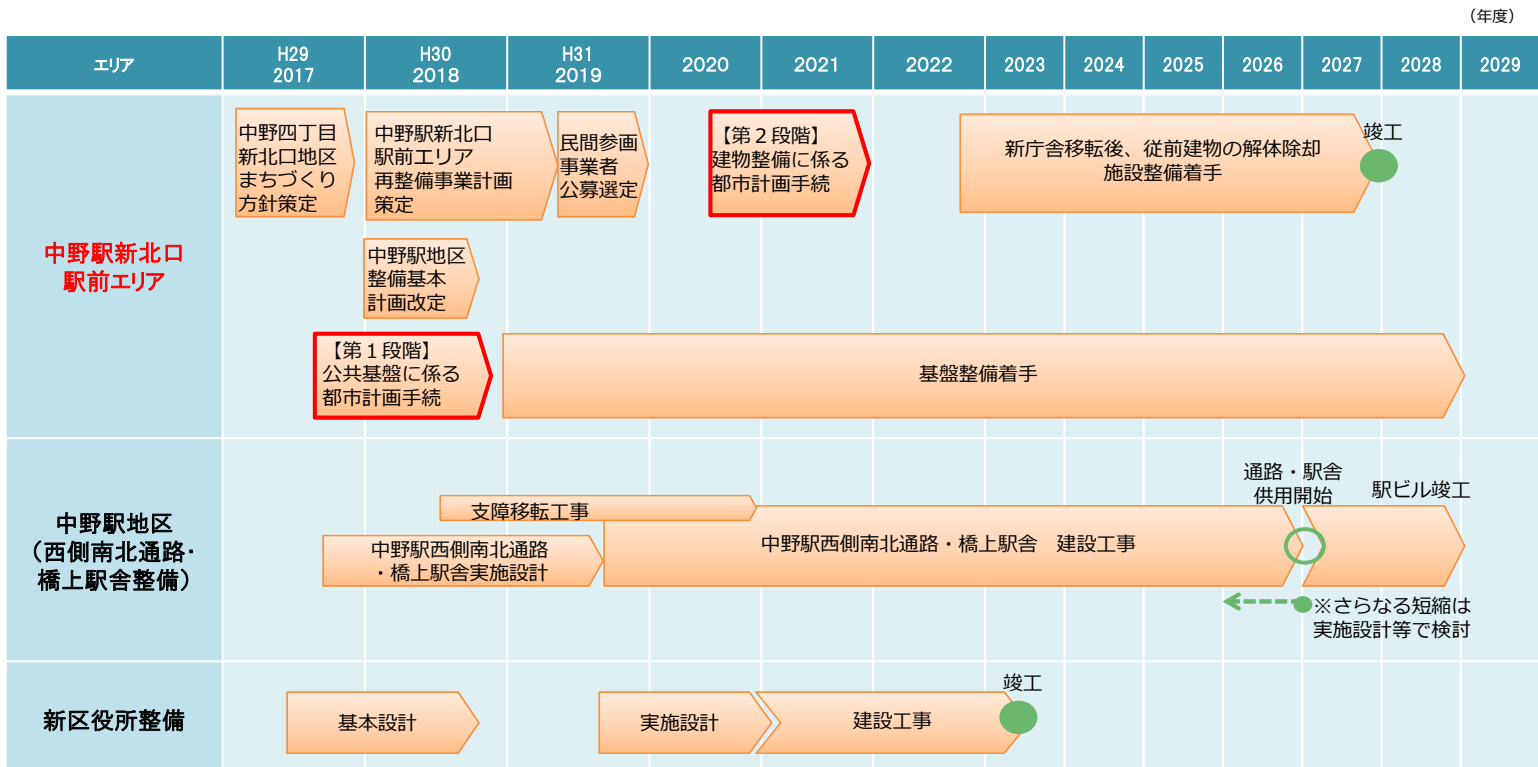 （年度）
エリア
H29
2017
H30
2018
H31
2019
2020
2021
2022
2023
2024
2025
2026
2027
2028
2029
中野駅新北口
駅前エリア
中野四丁目
新北口地区
まちづくり
方針策定
中野駅新北口
駅前エリア
再整備事業計画
策定
民間参画
事業者
公募選定
【第２段階】
建物整備に係る
都市計画手続
新庁舎移転後、従前建物の解体除却
施設整備着手
竣工
中野駅地区
整備基本
計画改定
【第１段階】
公共基盤に係る
都市計画手続
基盤整備着手
中野駅地区
（西側南北通路・
橋上駅舎整備）
支障移転工事
中野駅西側南北通路
・橋上駅舎実施設計
中野駅西側南北通路・橋上駅舎　建設工事
通路・駅舎
供用開始
駅ビル竣工
※さらなる短縮は
実施設計等で検討
新区役所整備
基本設計
実施設計
建設工事
竣工